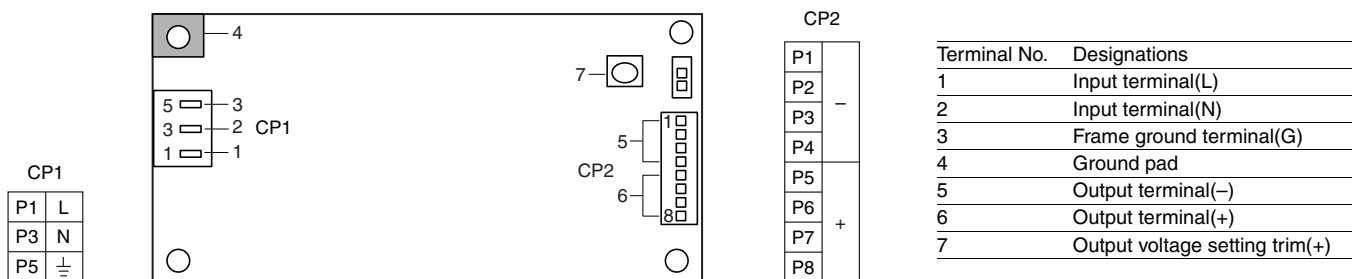 4
7
5 3
3 2 CP1
1 1
1
5
CP2
6
8
CP1
P1 L
P3 N
P5
CP2
P1
P2
–
P3
P4
P5
P6
+
P7
P8
Terminal No. Designations
1 Input terminal(L)
2 Input terminal(N)
3 Frame ground terminal(G)
4 Ground pad
5 Output terminal(–)
6 Output terminal(+)
7 Output voltage setting trim(+)